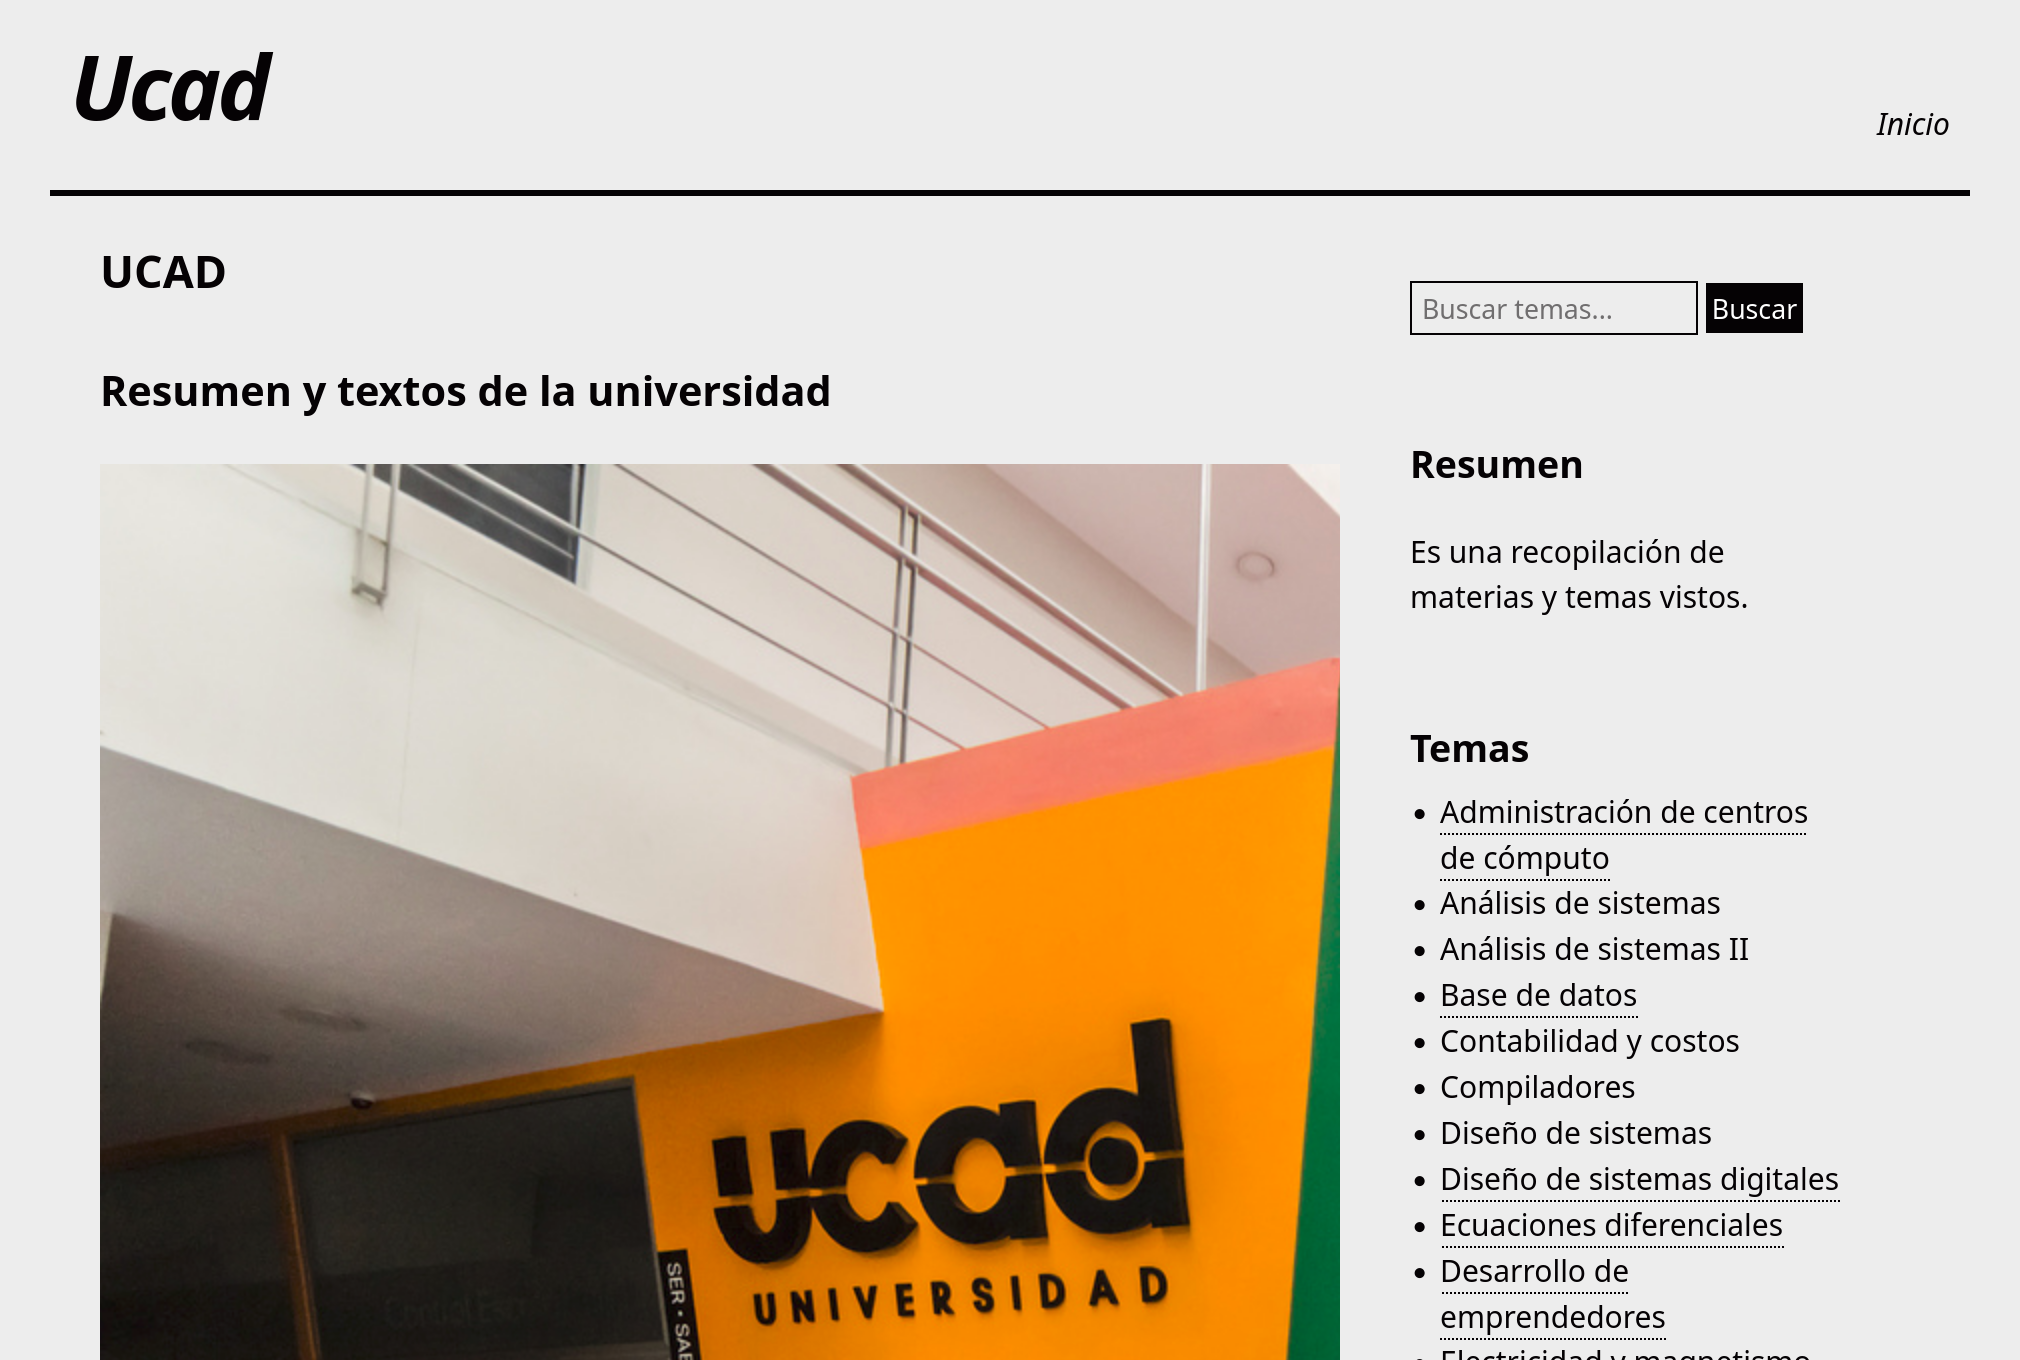 Ucad
Inicio
UCAD
Resumen y textos de la universidad
Buscar temas...
Buscar
Resumen
Es una recopilación de
materias y temas vistos.
Temas
Administración de centros
de cómputo
Análisis de sistemas
Análisis de sistemas II
Base de datos
Contabilidad y costos
Compiladores
Diseño de sistemas
Diseño de sistemas digitales
Ecuaciones diferenciales
Desarrollo de
emprendedores
Electricidad y magnetismo
ucad
UNIVERSIDAD
SER • SAB